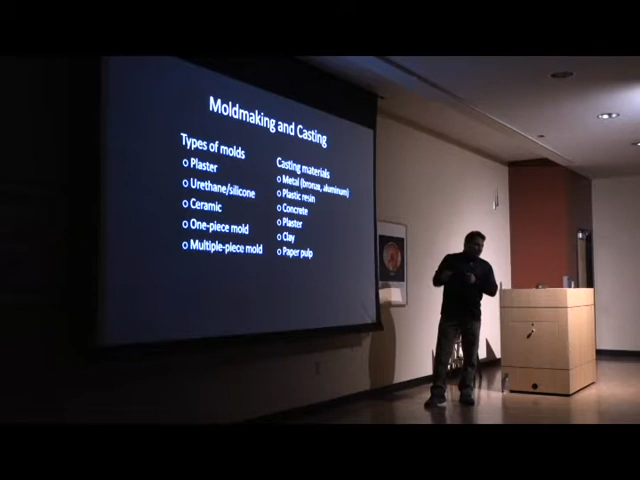 Moldmaking and Casting
Types of molds
Plaster
Urethane/silicone
Ceramic
One-piece mold
Multiple-piece mold
Casting materials
Metal (bronze, aluminum)
Plastic resin
Concrete
Plaster
Clay
Paper pulp